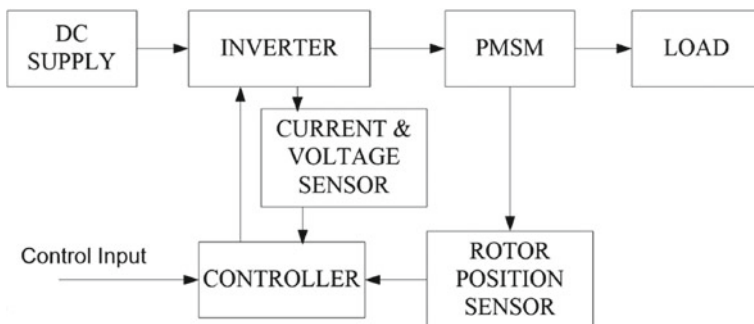 DC
SUPPLY
INVERTER
PMSM
LOAD
CURRENT &
VOLTAGE
SENSOR
Control Input
CONTROLLER
ROTOR
POSITION
SENSOR